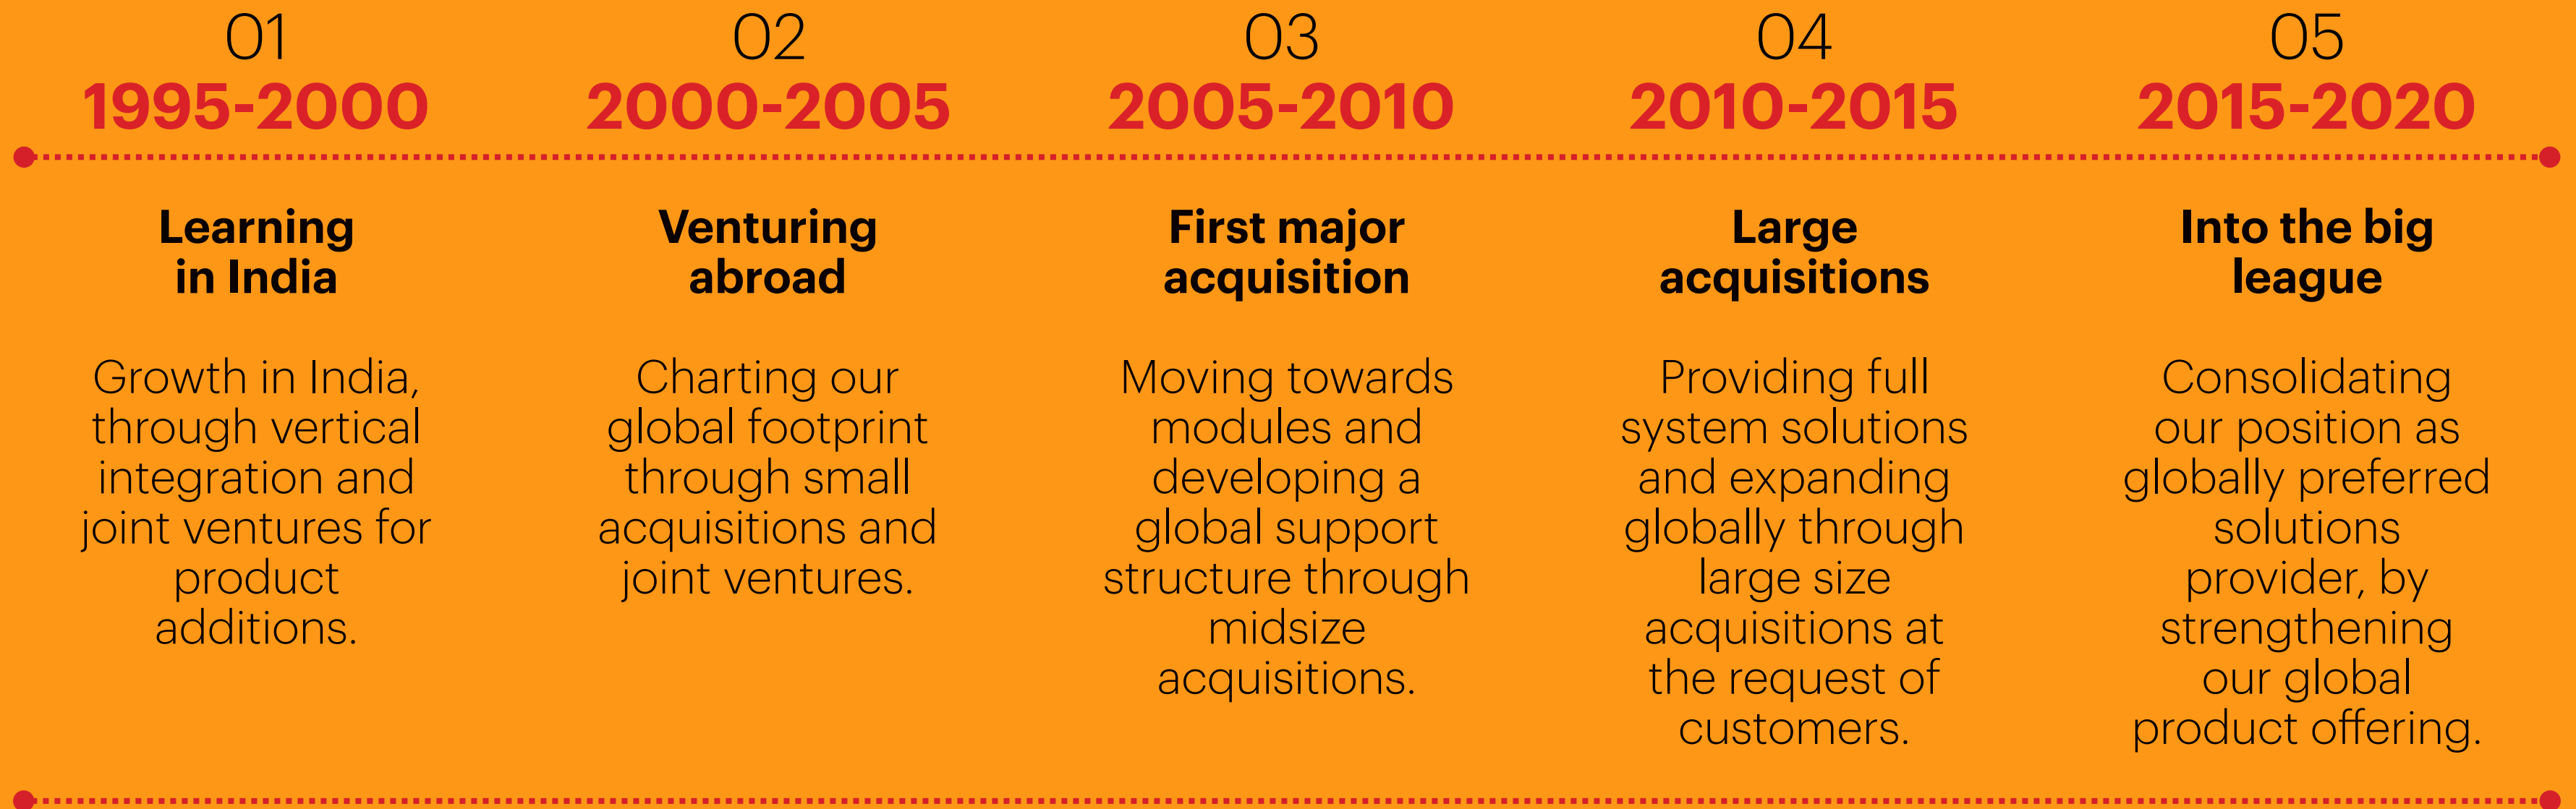 01
1995-2000
Learning
in India
Growth in India,
through vertical
integration and
joint ventures for
product
additions.
02
2000-2005
Venturing
abroad
Charting our
global footprint
through small
acquisitions and
joint ventures.
03
2005-2010
First major
acquisition
Moving towards
modules and
developing a
global support
structure through
midsize
acquisitions.
04
2010-2015
Large
acquisitions
Providing full
system solutions
and expanding
globally through
large size
acquisitions at
the request of
customers.
05
2015-2020
Into the big
league
Consolidating
our position as
globally preferred
solutions
provider, by
strengthening
our global
product offering.